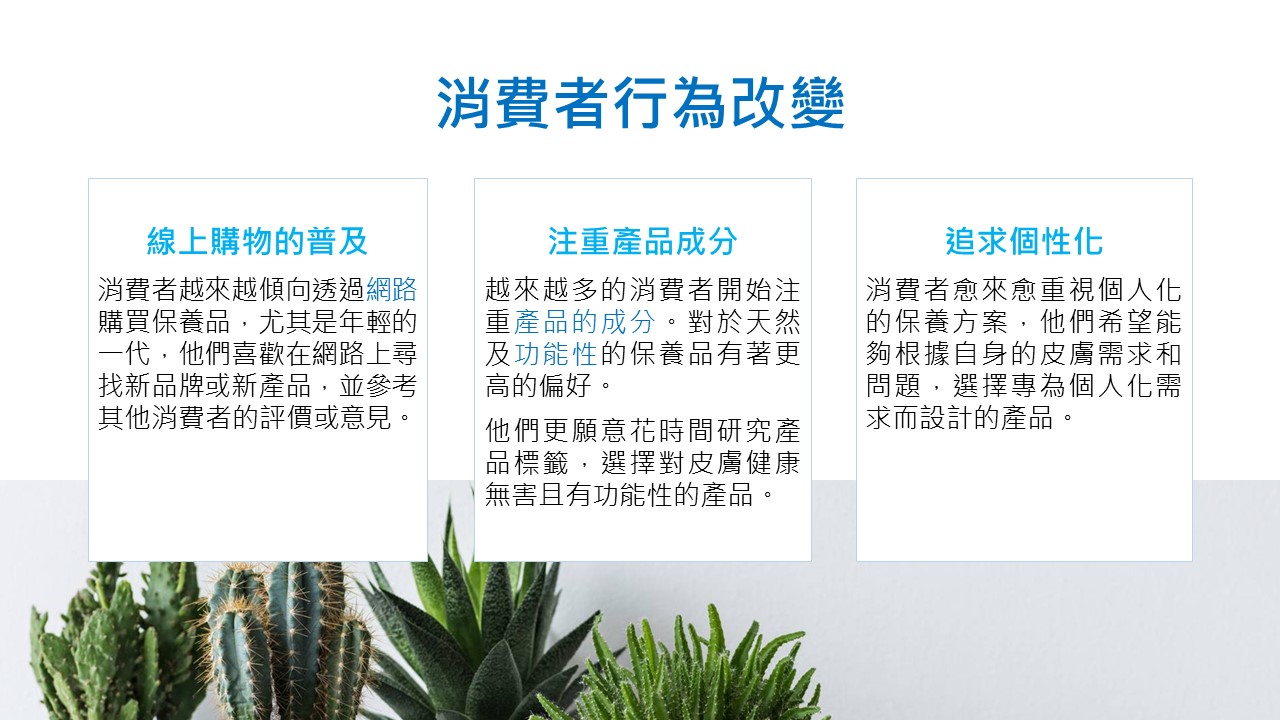 消費者行為改變
線上購物的普及
消費者越來越傾向透過網路
購買保養品，尤其是年輕的
一代，他們喜歡在網路上尋
找新品牌或新產品，並參考
其他消費者的評價或意見。
注重產品成分
越來越多的消費者開始注
重產品的成分。對於天然
及功能性的保養品有著更
高的偏好。
他們更願意花時間研究產
品標籤，選擇對皮膚健康
無害且有功能性的產品。
追求個性化
消費者愈來愈重視個人化
的保養方案，他們希望能
夠根據自身的皮膚需求和
問題，選擇專為個人化需
求而設計的產品。